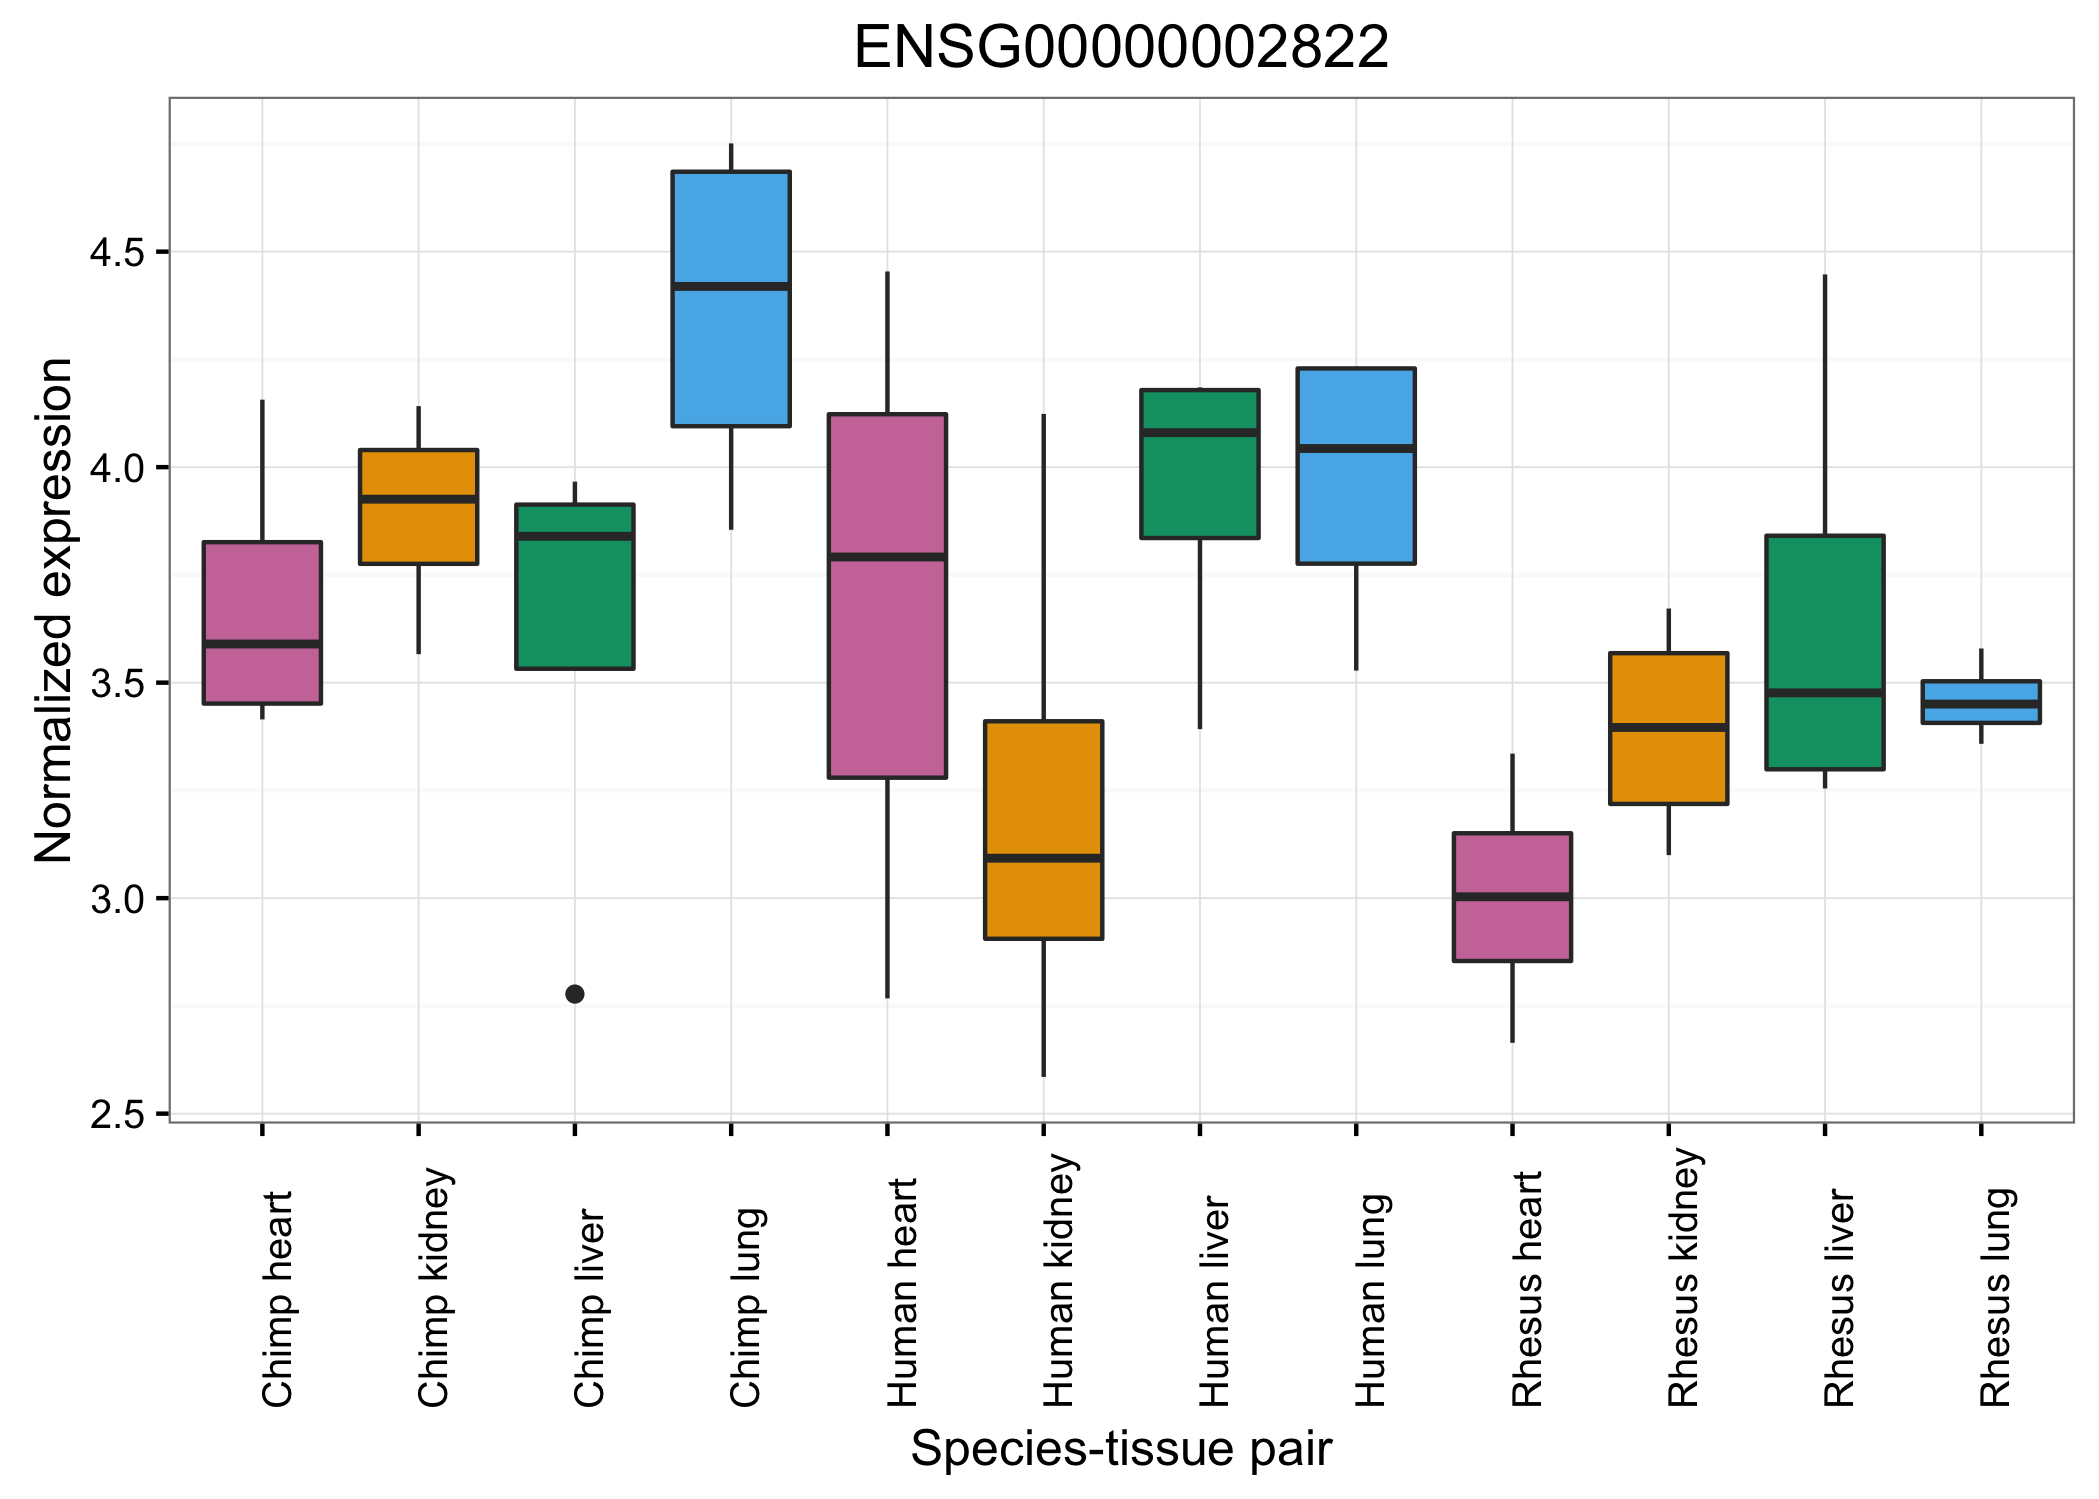 ENSG00000002822
Normalized expression
4.5
4.0
3.5
3.0
2.5
Chimp heart
Chimp kidney
Chimp liver
Chimp lung
Human heart
Human kidney
Human liver
Human lung
Rhesus heart
Rhesus kidney
Rhesus liver
Rhesus lung
Species-tissue pair